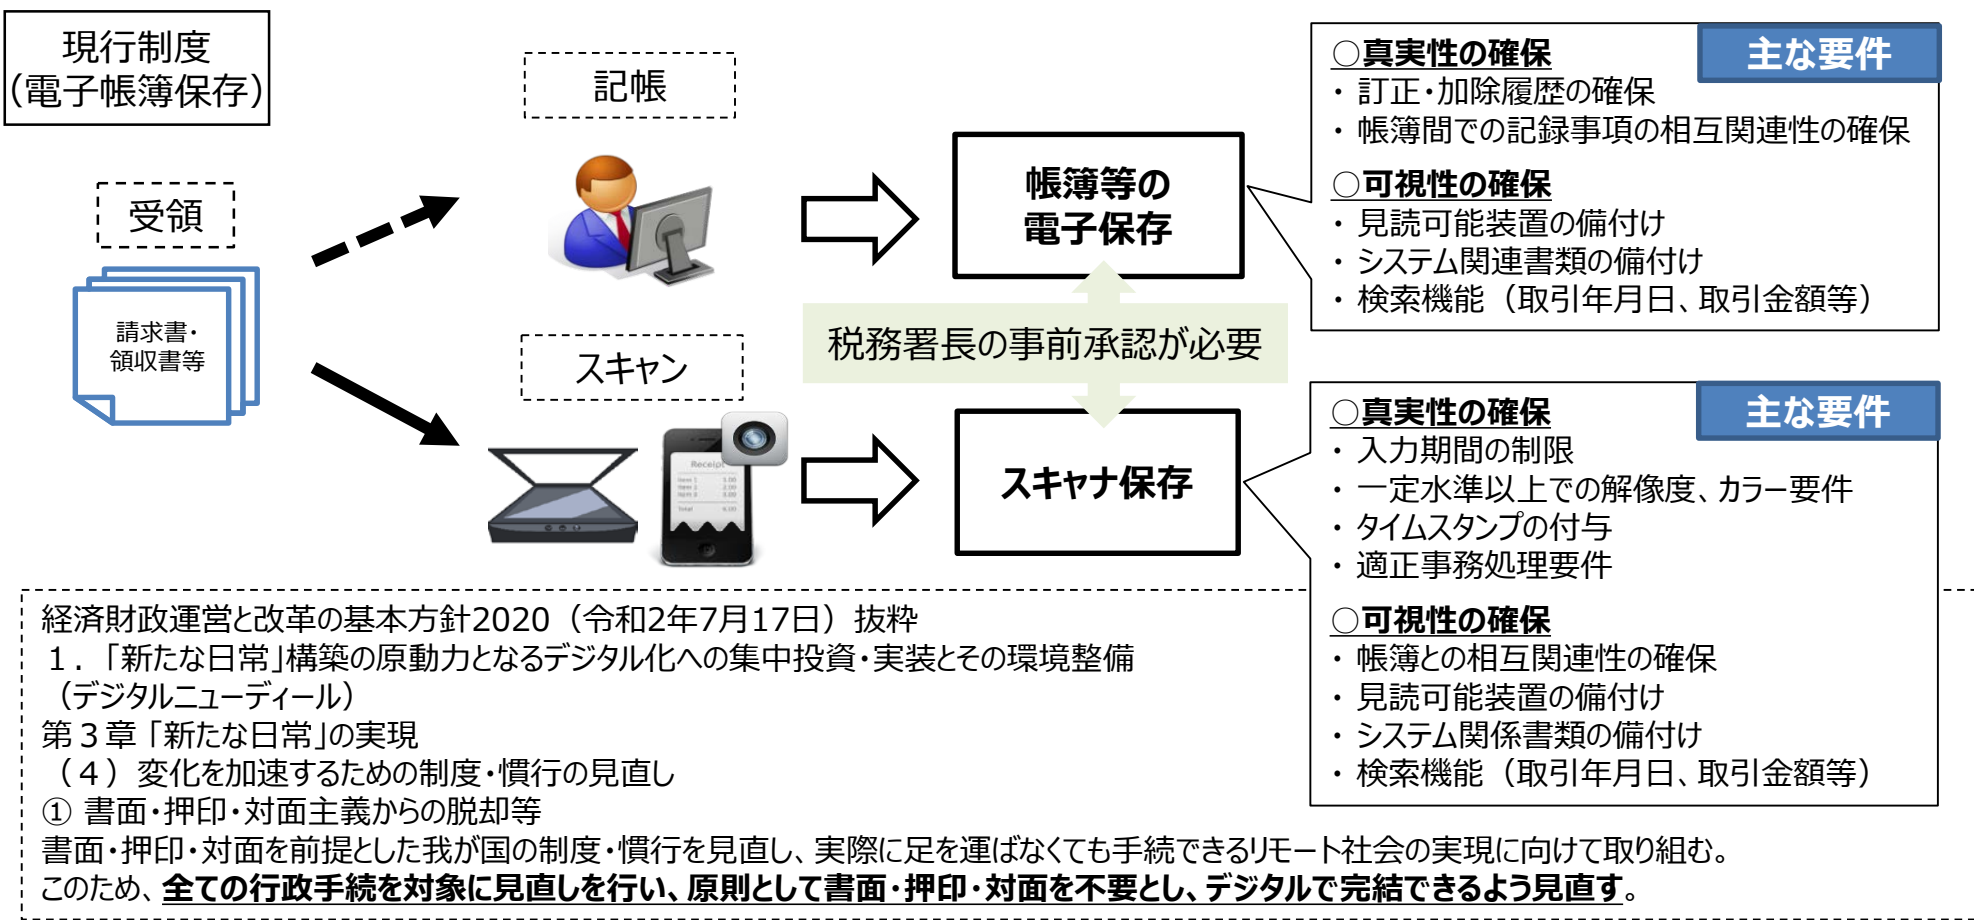 現行制度
（電子帳簿保存）
受領
請求書・
領収書等
記帳
スキャン
Receipt
Item 1 1.00
Item 2 2.00
Item 3 3.00
Total 6.00
帳簿等の
電子保存
税務署長の事前承認が必要
スキャナ保存
主な要件
○真実性の確保
・ 訂正・加除履歴の確保
・ 帳簿間での記録事項の相互関連性の確保
○可視性の確保
・ 見読可能装置の備付け
・ システム関連書類の備付け
・ 検索機能（取引年月日、取引金額等）
主な要件
○真実性の確保
・ 入力期間の制限
・ 一定水準以上での解像度、カラー要件
・ タイムスタンプの付与
・ 適正事務処理要件
○可視性の確保
・ 帳簿との相互関連性の確保
・ 見読可能装置の備付け
・ システム関係書類の備付け
・ 検索機能（取引年月日、取引金額等）
経済財政運営と改革の基本方針2020（令和2年7月17日）抜粋
１．「新たな日常」構築の原動力となるデジタル化への集中投資・実装とその環境整備
（デジタルニューディール）
第３章 「新たな日常」の実現
（４）変化を加速するための制度・慣行の見直し
① 書面・押印・対面主義からの脱却等
書面・押印・対面を前提とした我が国の制度・慣行を見直し、実際に足を運ばなくても手続できるリモート社会の実現に向けて取り組む。
このため、全ての行政手続を対象に見直しを行い、原則として書面・押印・対面を不要とし、デジタルで完結できるよう見直す。